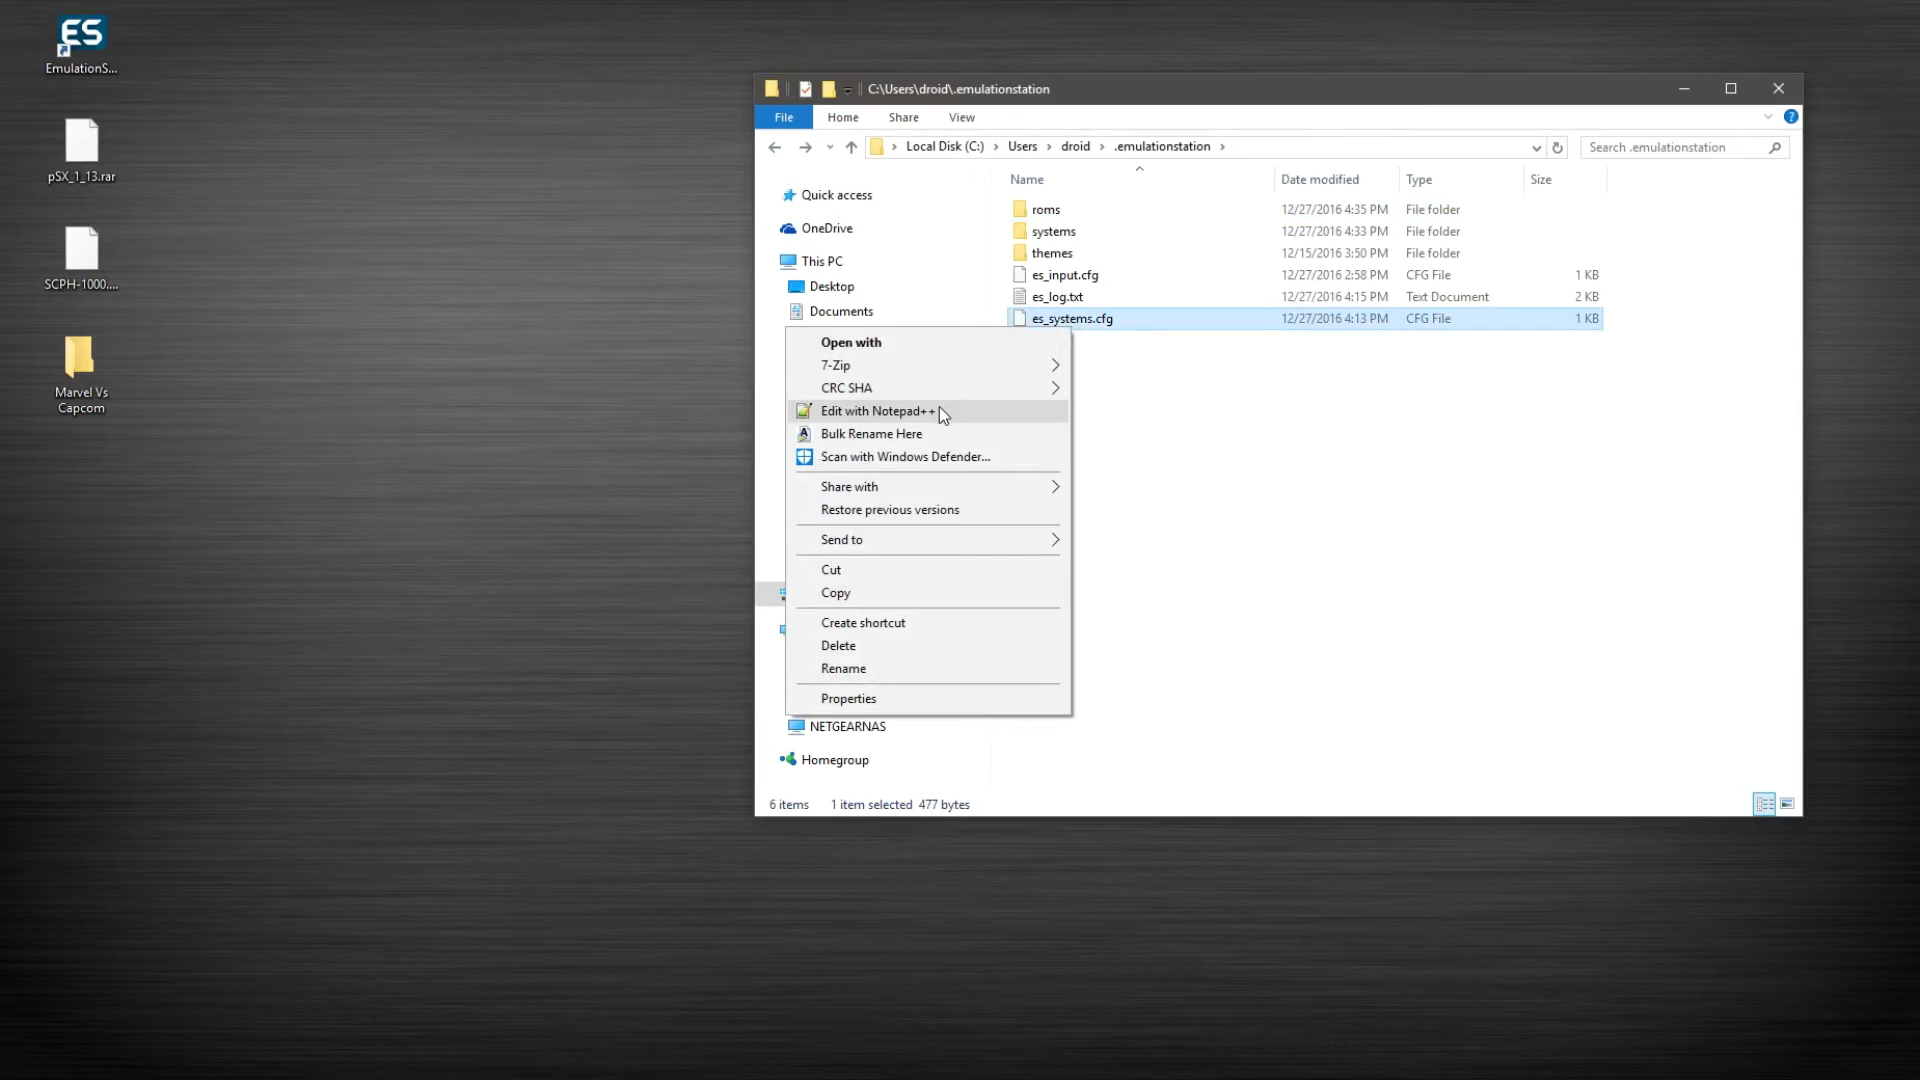 ES
EmulationS...
pSX_1_13.rar
SCPH-1000....
Marvel Vs
Capcom
C:\Users\droid\.emulationstation
File
Home
Share
View
Local Disk (C:)
Users
droid
.emulationstation
Search .emulationstation
Quick access
OneDrive
This PC
Desktop
Documents
NETGEARNAS
Homegroup
Name Date modified Type Size
roms 12/27/2016 4:35 PM File folder
systems 12/27/2016 4:33 PM File folder
themes 12/15/2016 3:50 PM File folder
es_input.cfg 12/27/2016 2:58 PM CFG File 1 KB
es_log.txt 12/27/2016 4:15 PM Text Document 2 KB
es_systems.cfg 12/27/2016 4:13 PM CFG File 1 KB
Open with
7-Zip
CRC SHA
Edit with Notepad++
Bulk Rename Here
Scan with Windows Defender...
Share with
Restore previous versions
Send to
Cut
Copy
Create shortcut
Delete
Rename
Properties
6 items 1 item selected 477 bytes